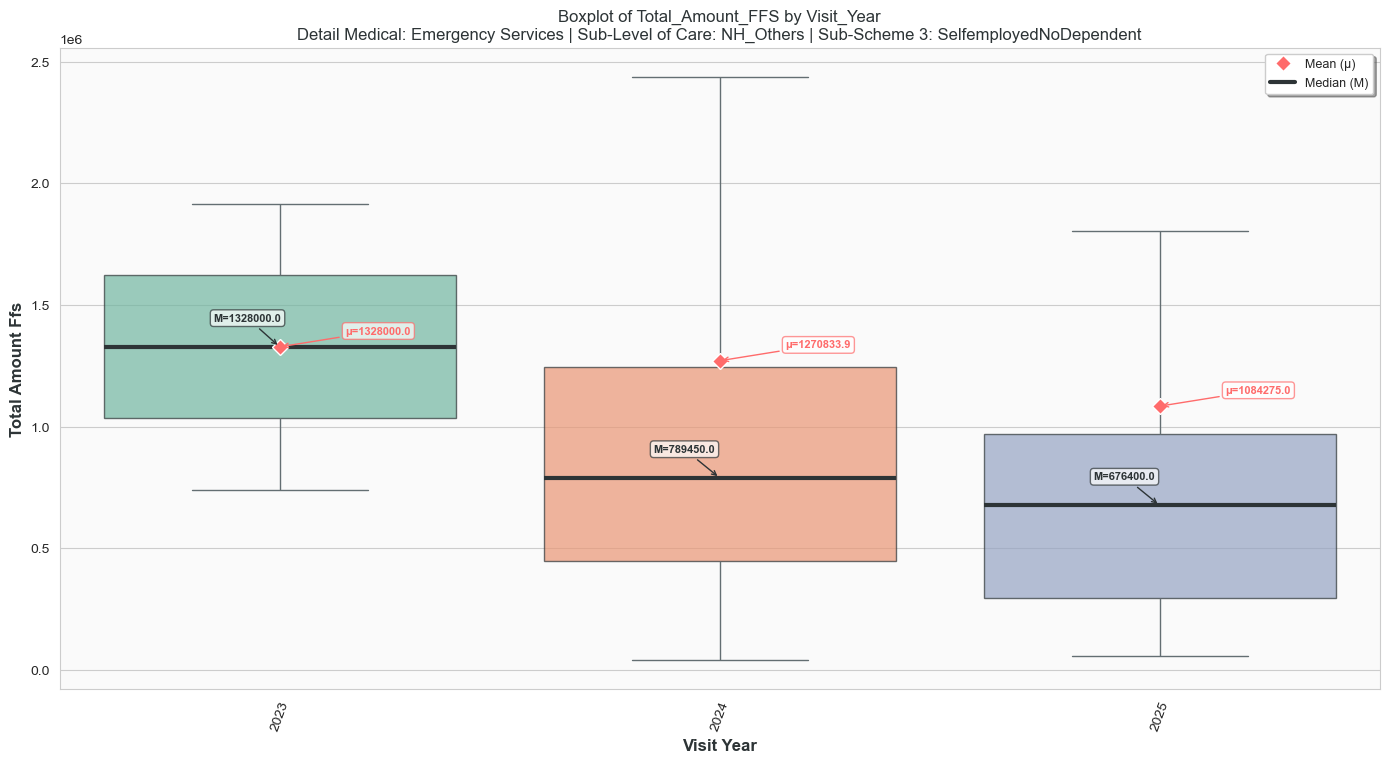 Boxplot of Total_Amount_FFS by Visit_Year
Detail Medical: Emergency Services | Sub-Level of Care: NH_Others | Sub-Scheme 3: SelfemployedNoDependent
1e6
Mean (μ)
Median (M)
2.5
2.0
1.5
1.0
0.5
0.0
Total Amount Ffs
M=1328000.0
μ=1328000.0
M=789450.0
μ=1270833.9
M=676400.0
μ=1084275.0
2023
2024
2025
Visit Year